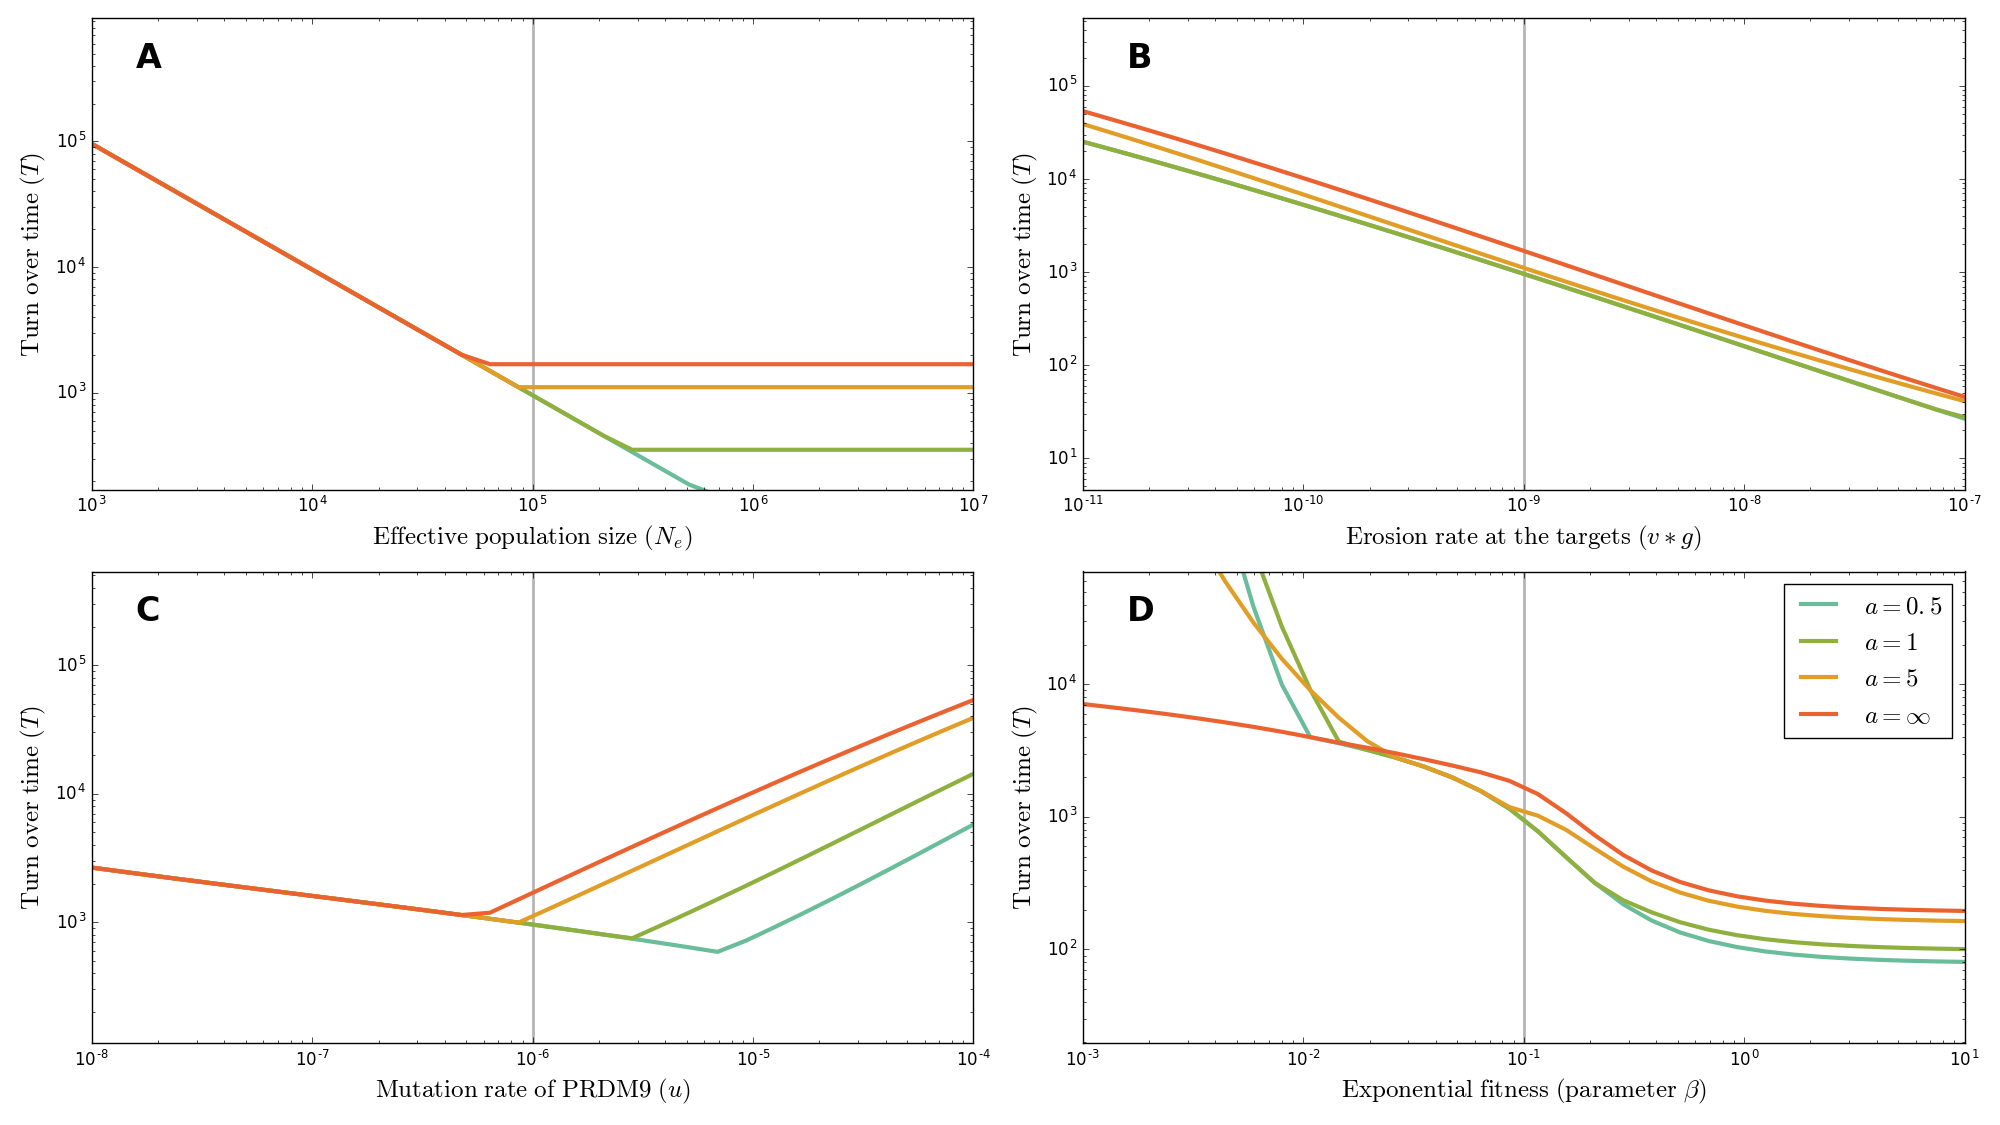 A
Turn over time (T)
10^5
10^4
10^3
10^3 10^4 10^5 10^6 10^7
Effective population size (N_e)
B
Turn over time (T)
10^5
10^4
10^3
10^2
10^1
10^-11 10^-10 10^-9 10^-8 10^-7
Erosion rate at the targets (v ∗ g)
C
Turn over time (T)
10^5
10^4
10^3
10^-8 10^-7 10^-6 10^-5 10^-4
Mutation rate of PRDM9 (u)
D
Turn over time (T)
10^4
10^3
10^2
10^-3 10^-2 10^-1 10^0 10^1
Exponential fitness (parameter β)
a = 0.5
a = 1
a = 5
a = ∞